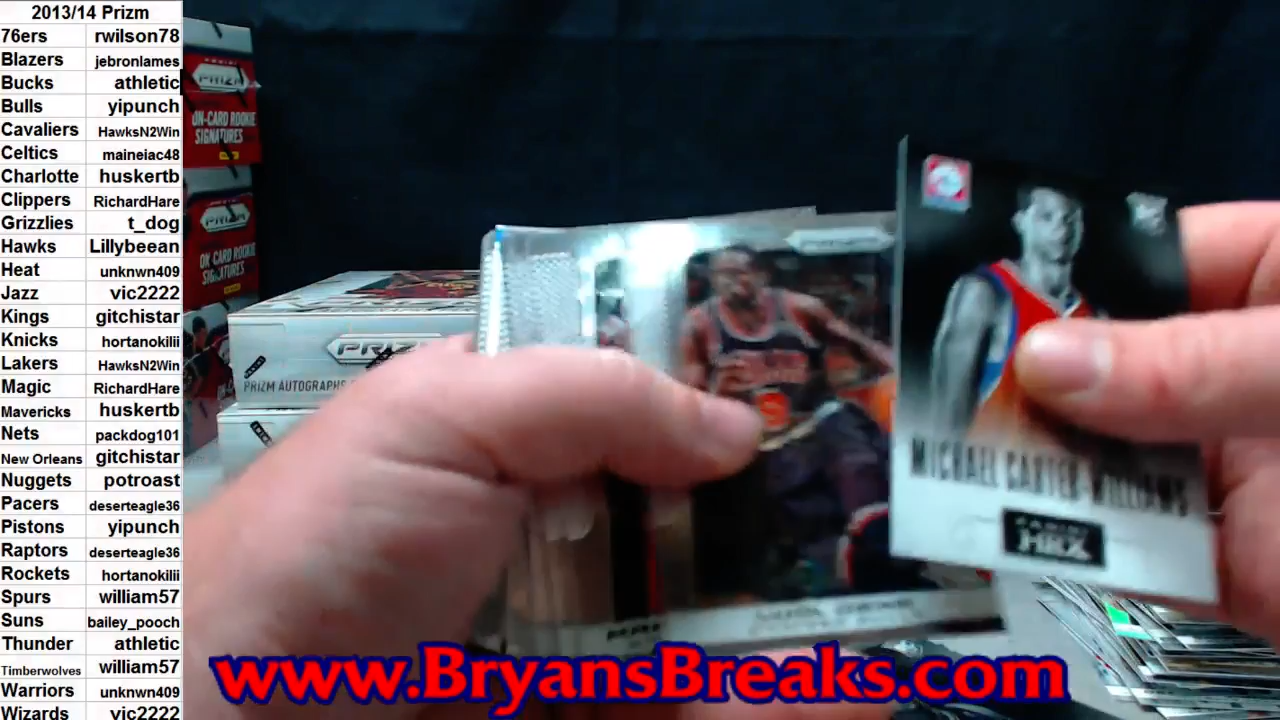 2013/14 Prizm
76ers rwilson78
Blazers jebronlames
Bucks athletic
Bulls yipunch
Cavaliers HawksN2Win
Celtics maineiac48
Charlotte huskertb
Clippers RichardHare
Grizzlies t_dog
Hawks Lillybeean
Heat unknwn409
Jazz vic2222
Kings gitchistar
Knicks hortanokilii
Lakers HawksN2Win
Magic RichardHare
Mavericks huskertb
Nets packdog101
New Orleans gitchistar
Nuggets potroast
Pacers deserteagle36
Pistons yipunch
Raptors deserteagle36
Rockets hortanokilii
Spurs william57
Suns bailey_pooch
Thunder athletic
Timberwolves william57
Warriors unknwn409
Wizards vic2222
PRIZM
ON-CARD ROOKIE
SIGNATURES
PRIZM
ON-CARD ROOKIE
SIGNATURES
PRIZM
PRIZM AUTOGRAPHS
MICHAEL CARTER-WILLIAMS
PANINI
HRX
www.BryansBreaks.com